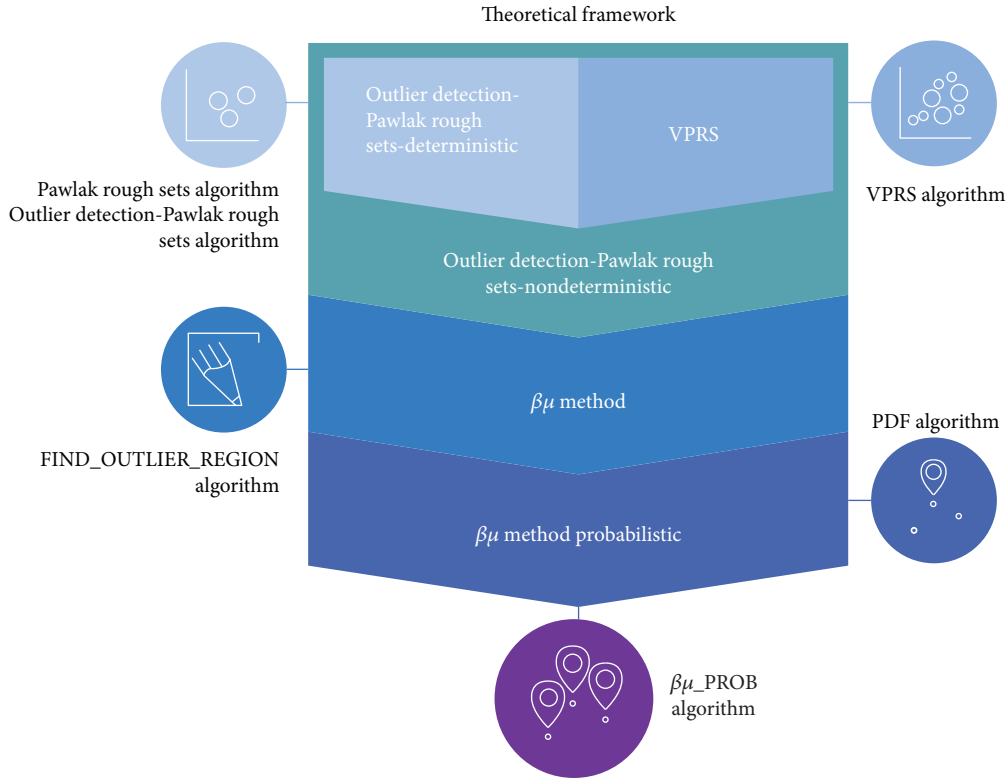 Theoretical framework
Outlier detection-
Pawlak rough
sets-deterministic
VPRS
Pawlak rough sets algorithm
Outlier detection-Pawlak rough
sets algorithm
VPRS algorithm
Outlier detection-Pawlak rough
sets-nondeterministic
βμ method
FIND_OUTLIER_REGION
algorithm
PDF algorithm
βμ method probabilistic
βμ_PROB
algorithm